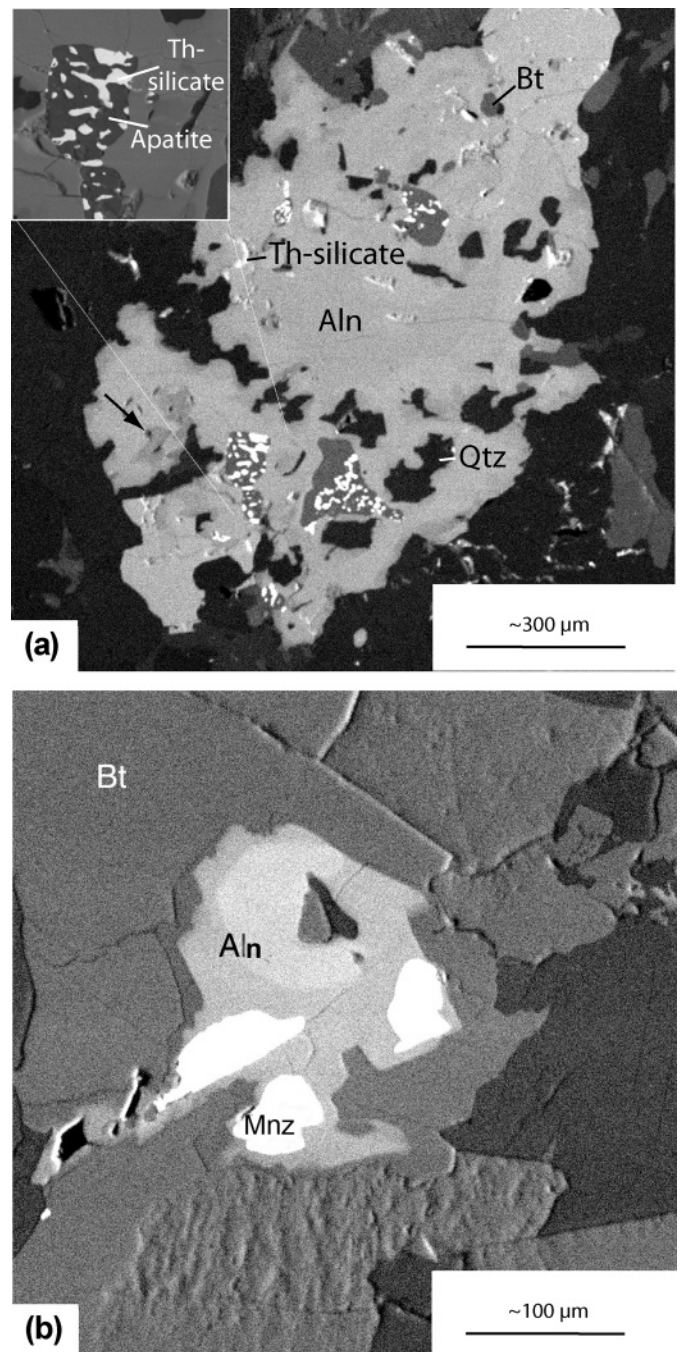 Th-
silicate
Apatite
Bt
Th-silicate
Aln
Qtz
~300 µm
(a)
Bt
Aln
Mnz
~100 µm
(b)